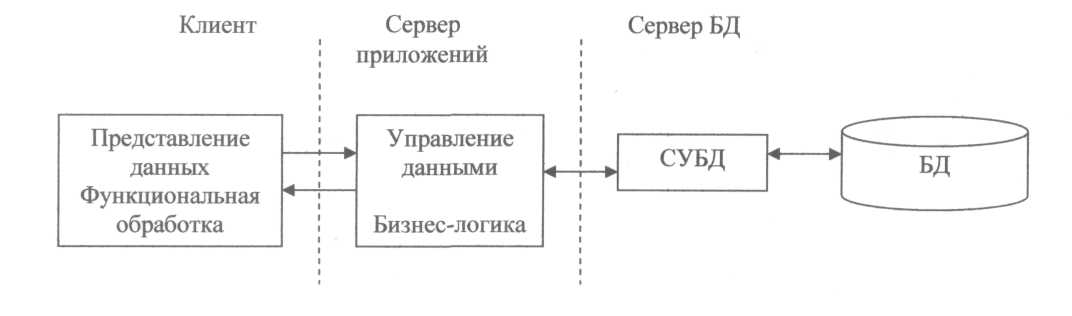 Клиент
Сервер
приложений
Сервер БД
Представление
данных
Функциональная
обработка
Управление
данными
Бизнес-логика
СУБД
БД